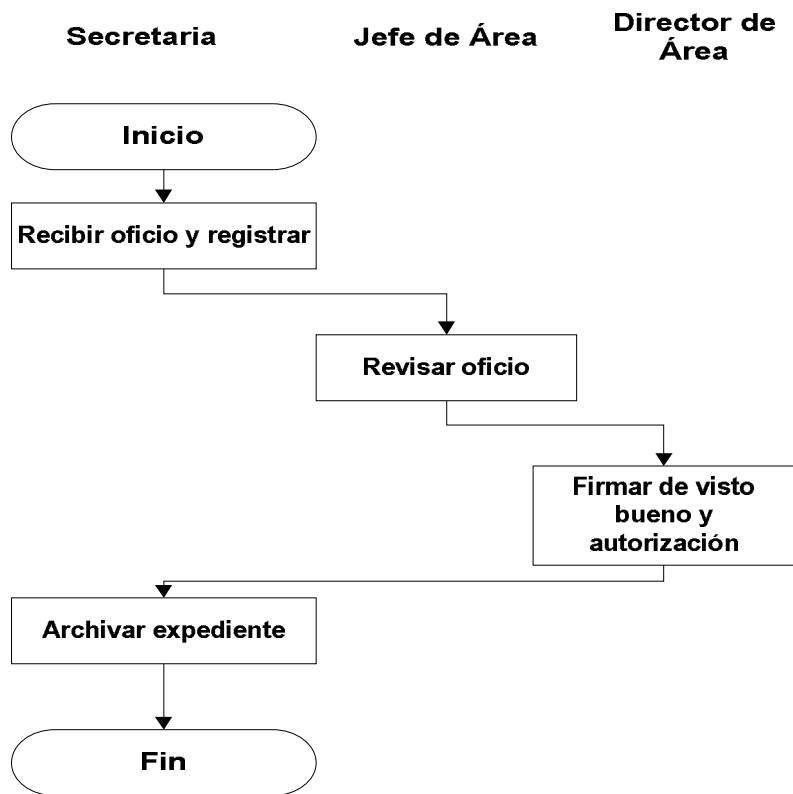 Secretaria
Jefe de Área
Director de
Área
Inicio
Recibir oficio y registrar
Revisar oficio
Firmar de visto
bueno y
autorización
Archivar expediente
Fin